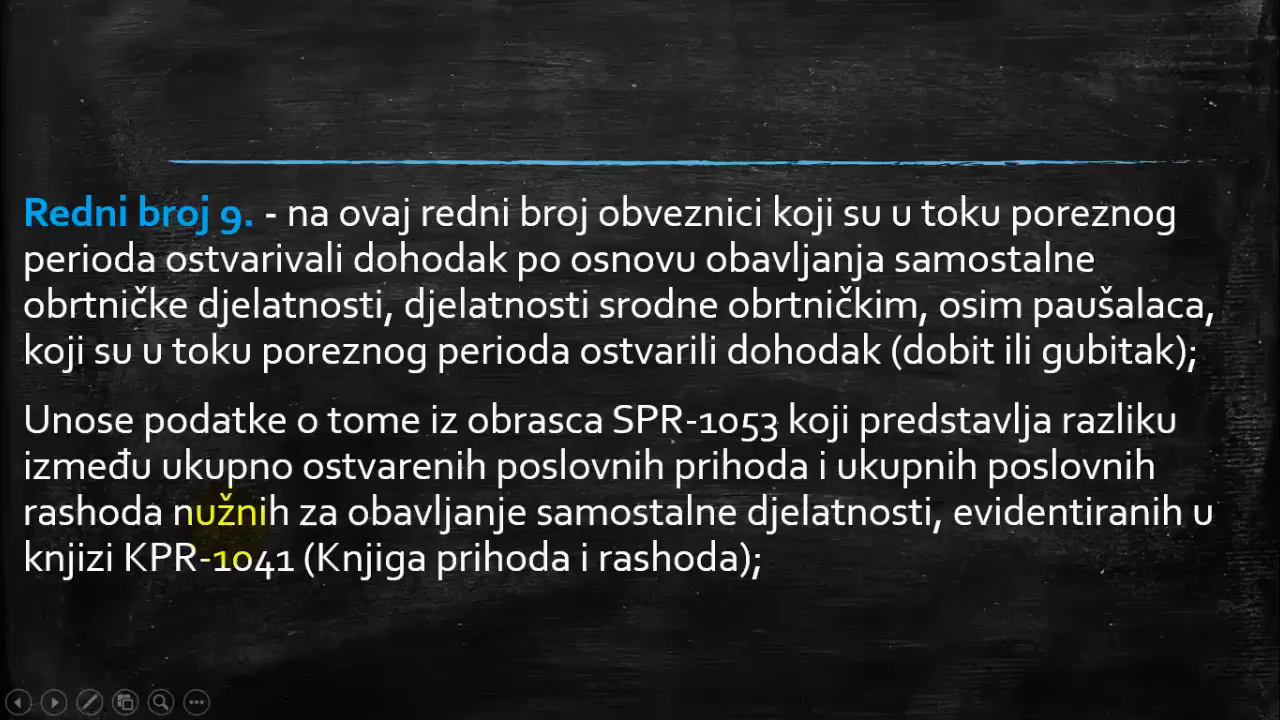 Redni broj 9. - na ovaj redni broj obveznici koji su u toku poreznog
perioda ostvarivali dohodak po osnovu obavljanja samostalne
obrtničke djelatnosti, djelatnosti srodne obrtničkim, osim paušalaca,
koji su u toku poreznog perioda ostvarili dohodak (dobit ili gubitak);
Unose podatke o tome iz obrasca SPR-1053 koji predstavlja razliku
između ukupno ostvarenih poslovnih prihoda i ukupnih poslovnih
rashoda nužnih za obavljanje samostalne djelatnosti, evidentiranih u
knjizi KPR-1041 (Knjiga prihoda i rashoda);